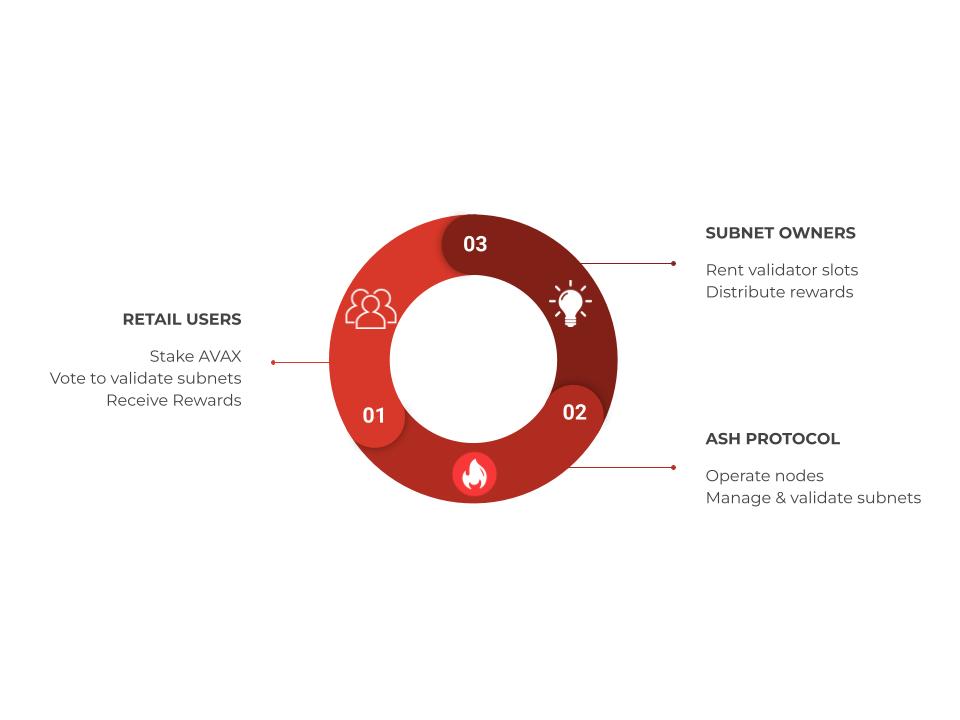 03
SUBNET OWNERS
Rent validator slots
Distribute rewards
RETAIL USERS
Stake AVAX
Vote to validate subnets
Receive Rewards
01
02
ASH PROTOCOL
Operate nodes
Manage & validate subnets